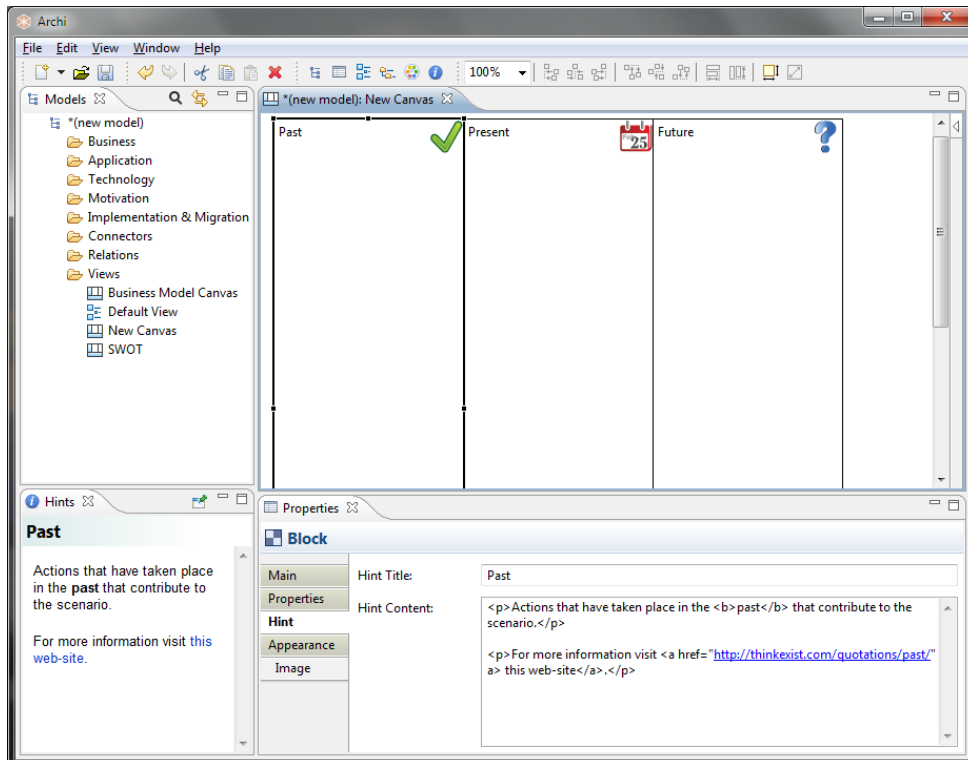 Archi
File Edit View Window Help
100%
Models
*(new model)
Business
Application
Technology
Motivation
Implementation & Migration
Connectors
Relations
Views
Business Model Canvas
Default View
New Canvas
SWOT
*(new model): New Canvas
Past
25
Present
Future
Hints
Past
Actions that have taken place
in the past that contribute to
the scenario.
For more information visit this
web-site.
Properties
Block
Main
Properties
Hint
Appearance
Image
Hint Title:
Past
Hint Content:
<p>Actions that have taken place in the <b>past</b> that contribute to the
scenario.</p>
<p>For more information visit <a href="http://thinkexist.com/quotations/past/"
a> this web-site</a>.</p>